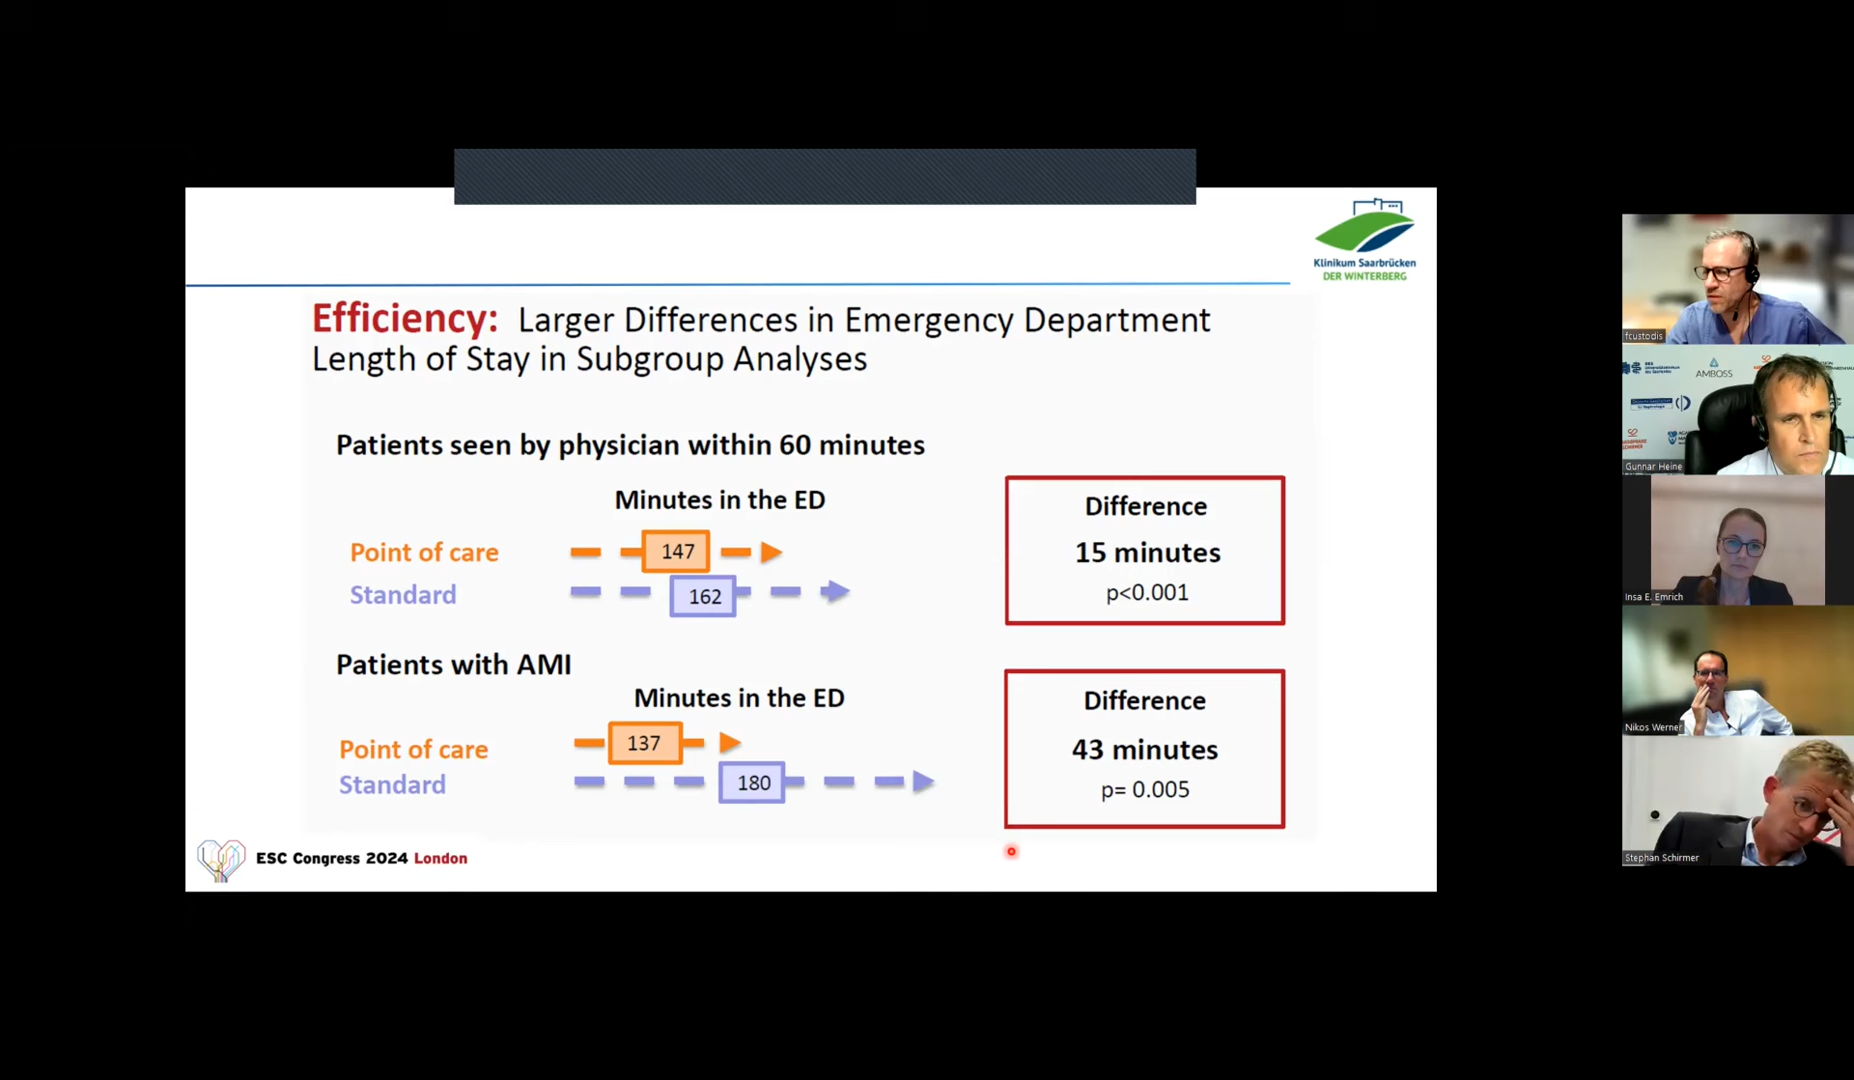 Klinikum Saarbrücken
DER WINTERBERG
Efficiency: Larger Differences in Emergency Department
Length of Stay in Subgroup Analyses
Patients seen by physician within 60 minutes
Minutes in the ED
Point of care
147
Standard
162
Difference
15 minutes
p<0.001
Patients with AMI
Minutes in the ED
Point of care
137
Standard
180
Difference
43 minutes
p= 0.005
ESC Congress 2024 London
fcustodis
AMBOSS
Gunnar Heine
Insa E. Emrich
Nikos Werner
Stephan Schirmer